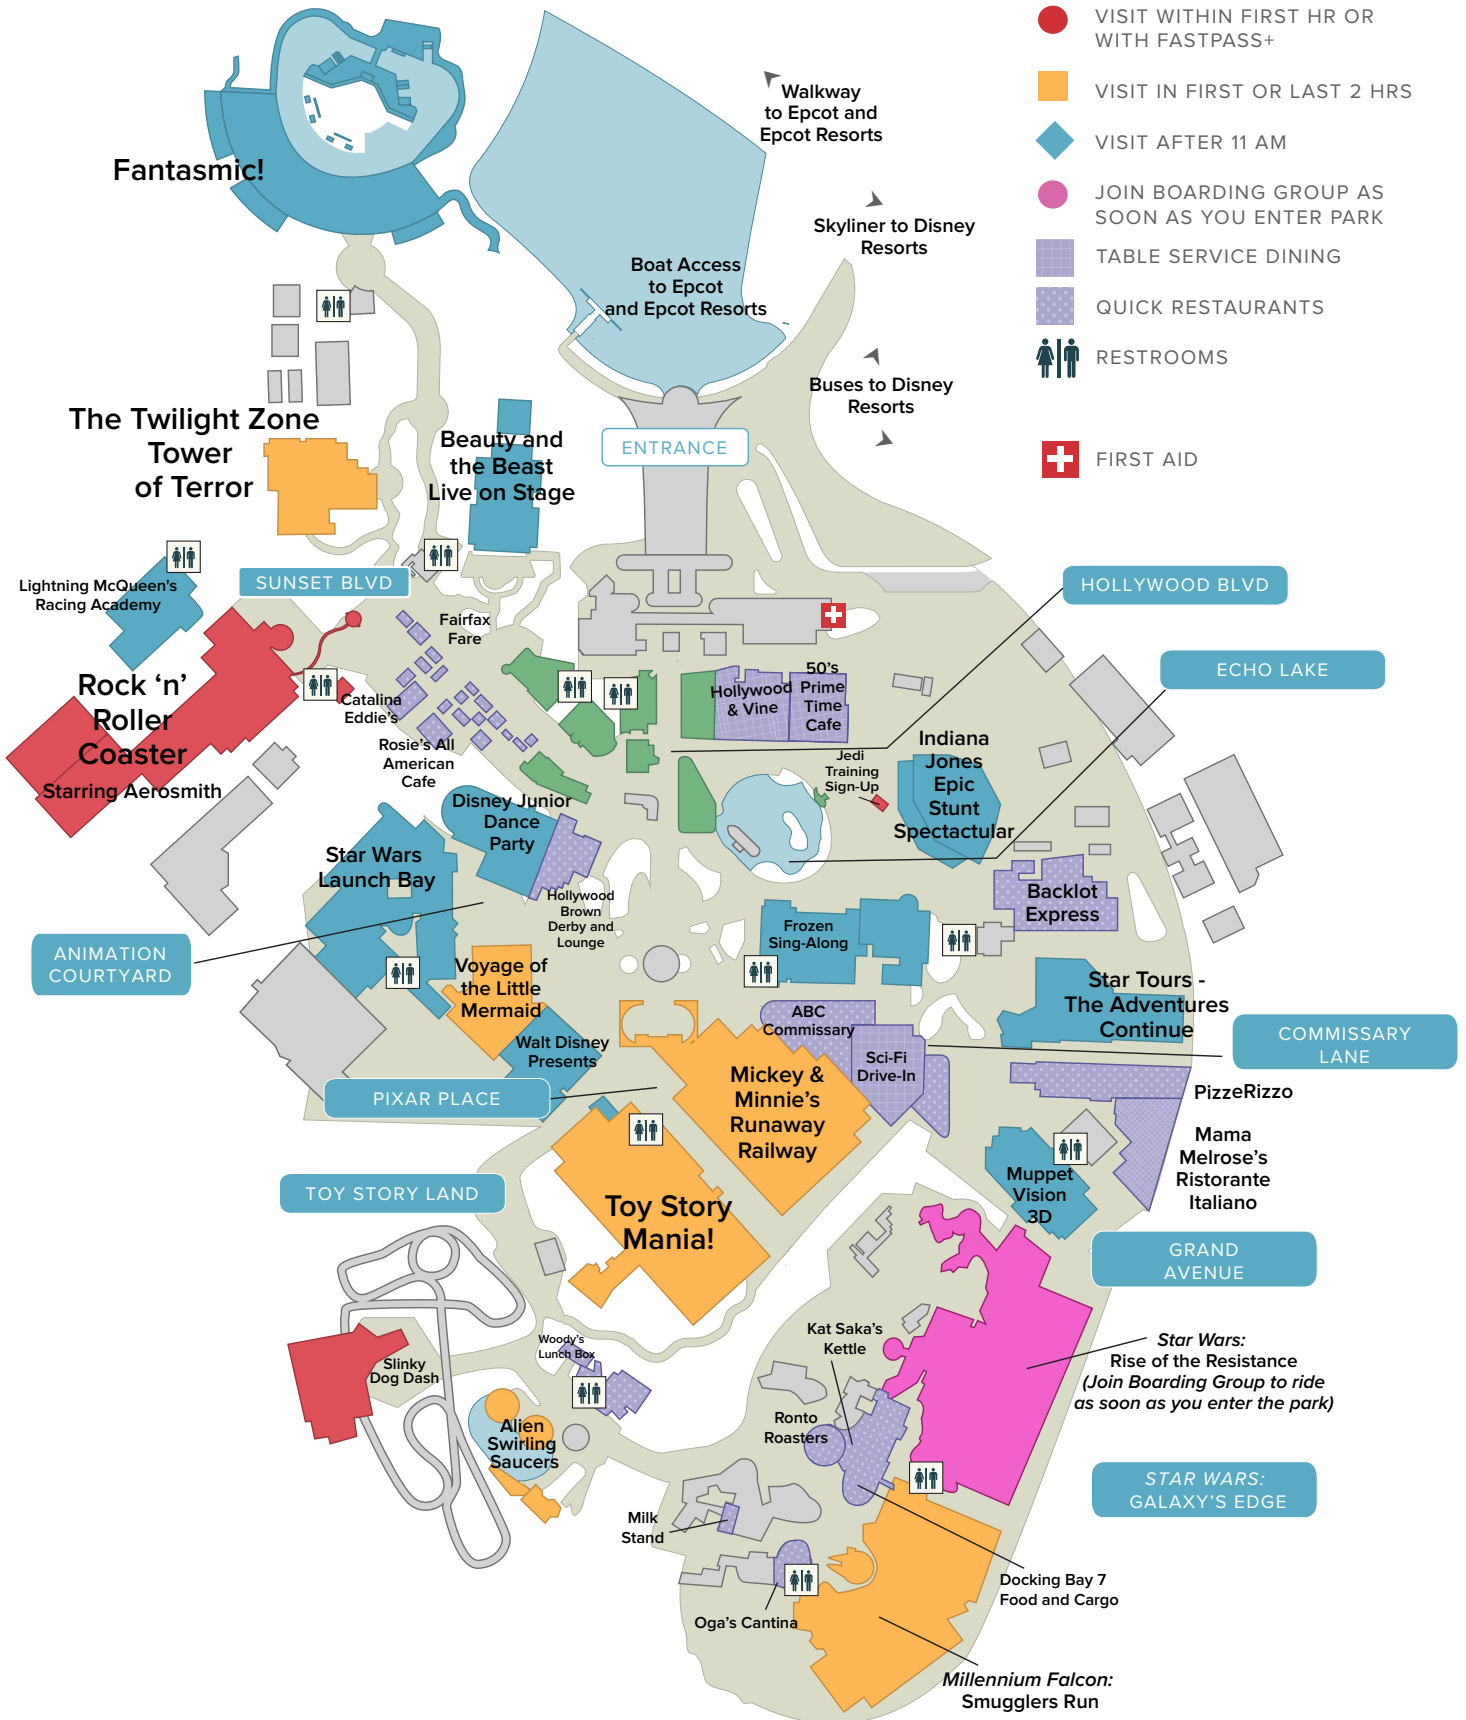 VISIT WITHIN FIRST HR OR
WITH FASTPASS+
VISIT IN FIRST OR LAST 2 HRS
VISIT AFTER 11 AM
JOIN BOARDING GROUP AS
SOON AS YOU ENTER PARK
TABLE SERVICE DINING
QUICK RESTAURANTS
RESTROOMS
FIRST AID
Walkway
to Epcot and
Epcot Resorts
Fantasmic!
Skyliner to Disney
Resorts
Boat Access
to Epcot
and Epcot Resorts
Buses to Disney
Resorts
The Twilight Zone
Tower
of Terror
Beauty and
the Beast
Live on Stage
ENTRANCE
Lightning McQueen's
Racing Academy
SUNSET BLVD
HOLLYWOOD BLVD
Fairfax
Fare
ECHO LAKE
Rock ‘n’
Roller
Coaster
Starring Aerosmith
Catalina
Eddie's
Rosie's All
American
Cafe
Hollywood
& Vine
50's
Prime
Time
Cafe
Jedi
Training
Sign-Up
Indiana
Jones
Epic
Stunt
Spectactular
Disney Junior
Dance
Party
Star Wars
Launch Bay
Hollywood
Brown
Derby and
Lounge
Backlot
Express
Frozen
Sing-Along
ANIMATION
COURTYARD
Voyage of
the Little
Mermaid
Star Tours -
The Adventures
Continue
ABC
Commissary
Walt Disney
Presents
Sci-Fi
Drive-In
COMMISSARY
LANE
PIXAR PLACE
Mickey &
Minnie's
Runaway
Railway
PizzeRizzo
Mama
Melrose's
Ristorante
Italiano
Muppet
Vision
3D
TOY STORY LAND
Toy Story
Mania!
GRAND
AVENUE
Kat Saka's
Kettle
Woody's
Lunch Box
Star Wars:
Rise of the Resistance
(Join Boarding Group to ride
as soon as you enter the park)
Slinky
Dog Dash
Ronto
Roasters
Alien
Swirling
Saucers
STAR WARS:
GALAXY'S EDGE
Milk
Stand
Docking Bay 7
Food and Cargo
Oga's Cantina
Millennium Falcon:
Smugglers Run